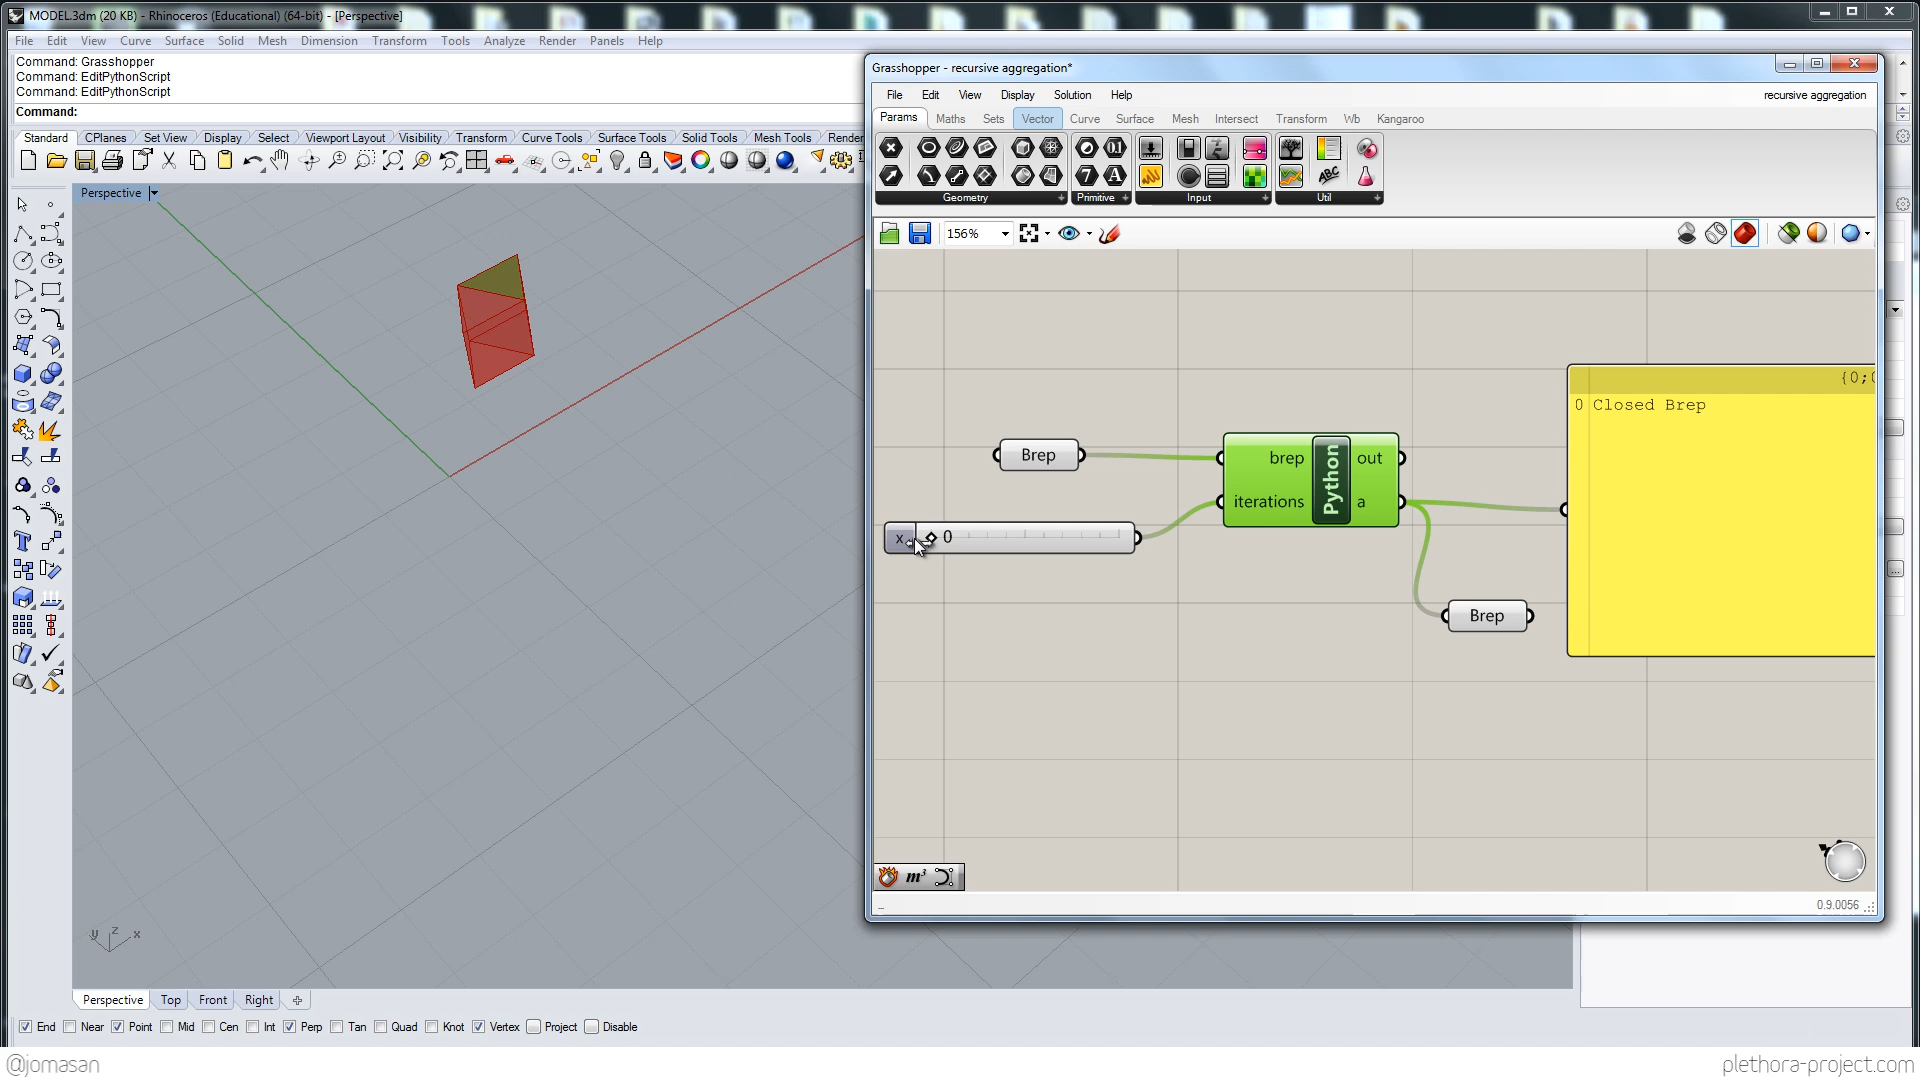 MODEL.3dm (20 KB) - Rhinoceros (Educational) (64-bit) - [Perspective]
File Edit View Curve Surface Solid Mesh Dimension Transform Tools Analyze Render Panels Help
Command: Grasshopper
Command: EditPythonScript
Command: EditPythonScript
Command:
Standard CPlanes Set View Display Select Viewport Layout Visibility Transform Curve Tools Surface Tools Solid Tools Mesh Tools Render
Perspective
Grasshopper - recursive aggregation*
File Edit View Display Solution Help recursive aggregation
Params Maths Sets Vector Curve Surface Mesh Intersect Transform Wb Kangaroo
Geometry Primitive Input Util
156%
{0;0
0 Closed Brep
Brep
brep Python out
iterations a
x 0
Brep
m³
0.9.0056
y z x
Perspective Top Front Right
End Near Point Mid Cen Int Perp Tan Quad Knot Vertex Project Disable
@jomasan plethora-project.com